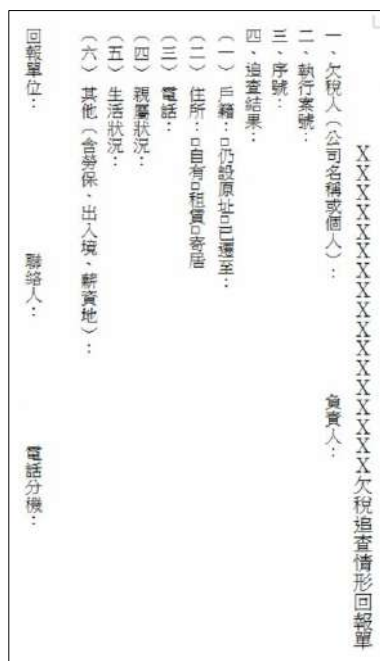 XXXXXXXXXXXXXXXXX欠稅追查情形回報單
一、欠稅人（公司名稱或個人）：　　　　負責人：
二、執行案號：
三、序號：
四、追查結果：
（一）戶籍：□仍設原址□已遷至：
（二）住所：□自有□租賃□寄居
（三）電話：
（四）親屬狀況：
（五）生活狀況：
（六）其他（含勞保、出入境、薪資地）：
回報單位：　　　　聯絡人：　　　　電話分機：